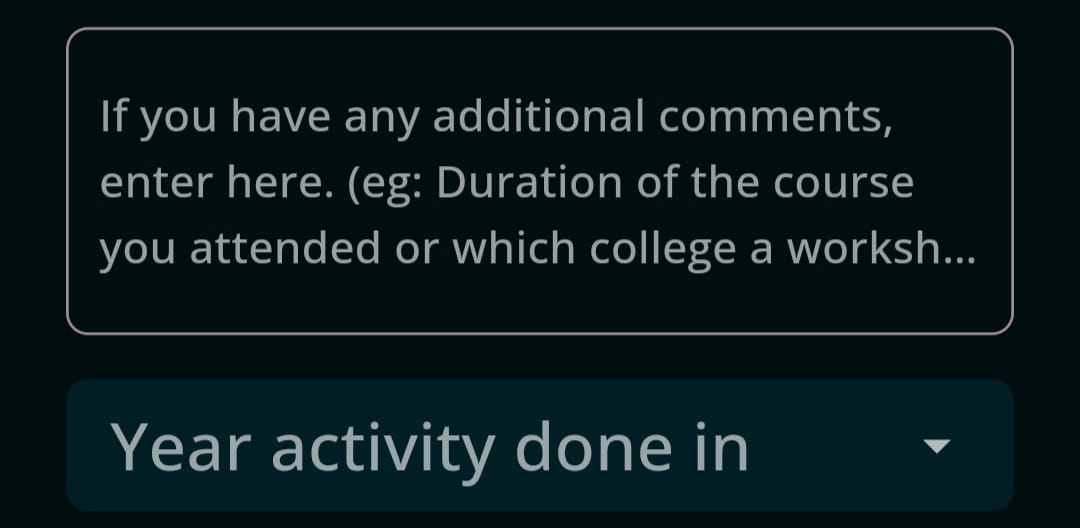 If you have any additional comments,
enter here. (eg: Duration of the course
you attended or which college a worksh...
Year activity done in